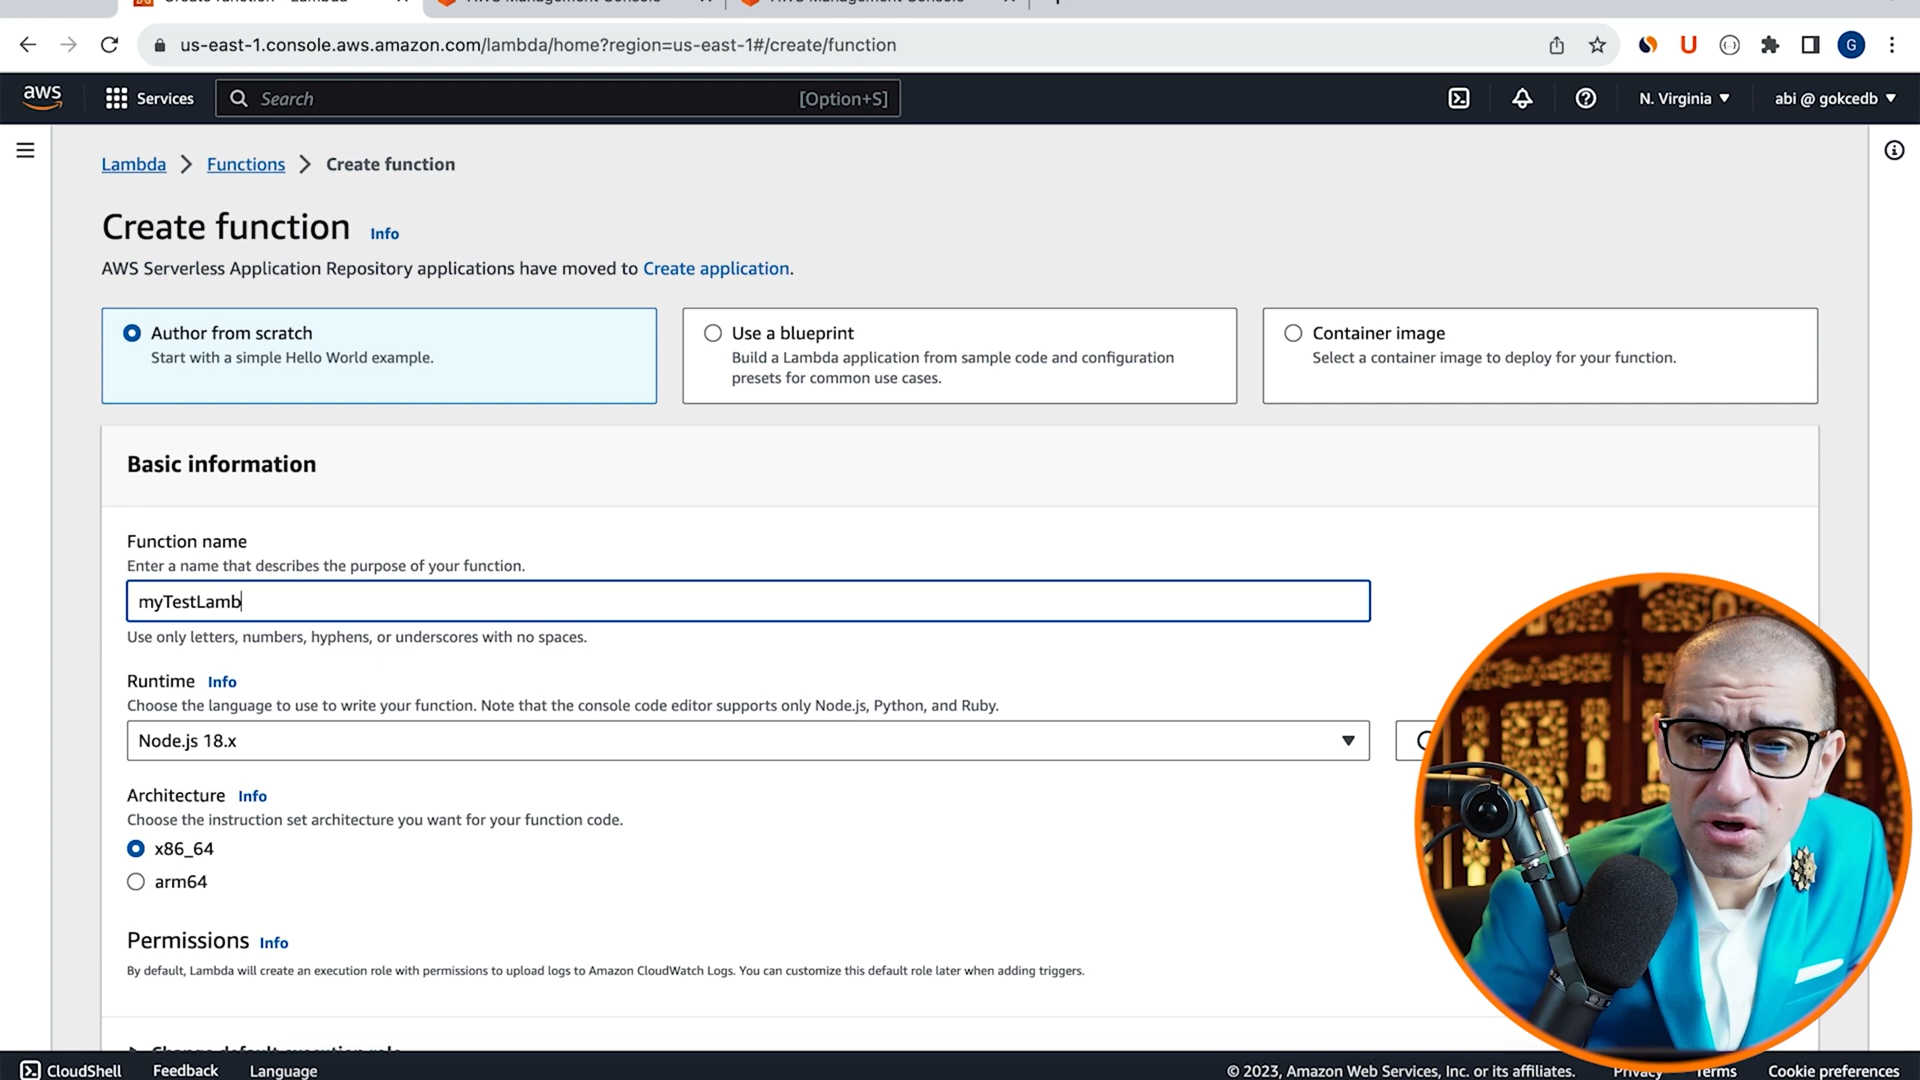 us-east-1.console.aws.amazon.com/lambda/home?region=us-east-1#/create/function
G
aws
Services
Search
[Option+S]
N. Virginia
abi @ gokcedb
Lambda
Functions
Create function
Create function
Info
AWS Serverless Application Repository applications have moved to Create application.
Author from scratch
Start with a simple Hello World example.
Use a blueprint
Build a Lambda application from sample code and configuration
presets for common use cases.
Container image
Select a container image to deploy for your function.
Basic information
Function name
Enter a name that describes the purpose of your function.
myTestLamb
Use only letters, numbers, hyphens, or underscores with no spaces.
Runtime Info
Choose the language to use to write your function. Note that the console code editor supports only Node.js, Python, and Ruby.
Node.js 18.x
Architecture Info
Choose the instruction set architecture you want for your function code.
x86_64
arm64
Permissions Info
By default, Lambda will create an execution role with permissions to upload logs to Amazon CloudWatch Logs. You can customize this default role later when adding triggers.
CloudShell
Feedback
Language
© 2023, Amazon Web Services, Inc. or its affiliates.
Privacy
Terms
Cookie preferences